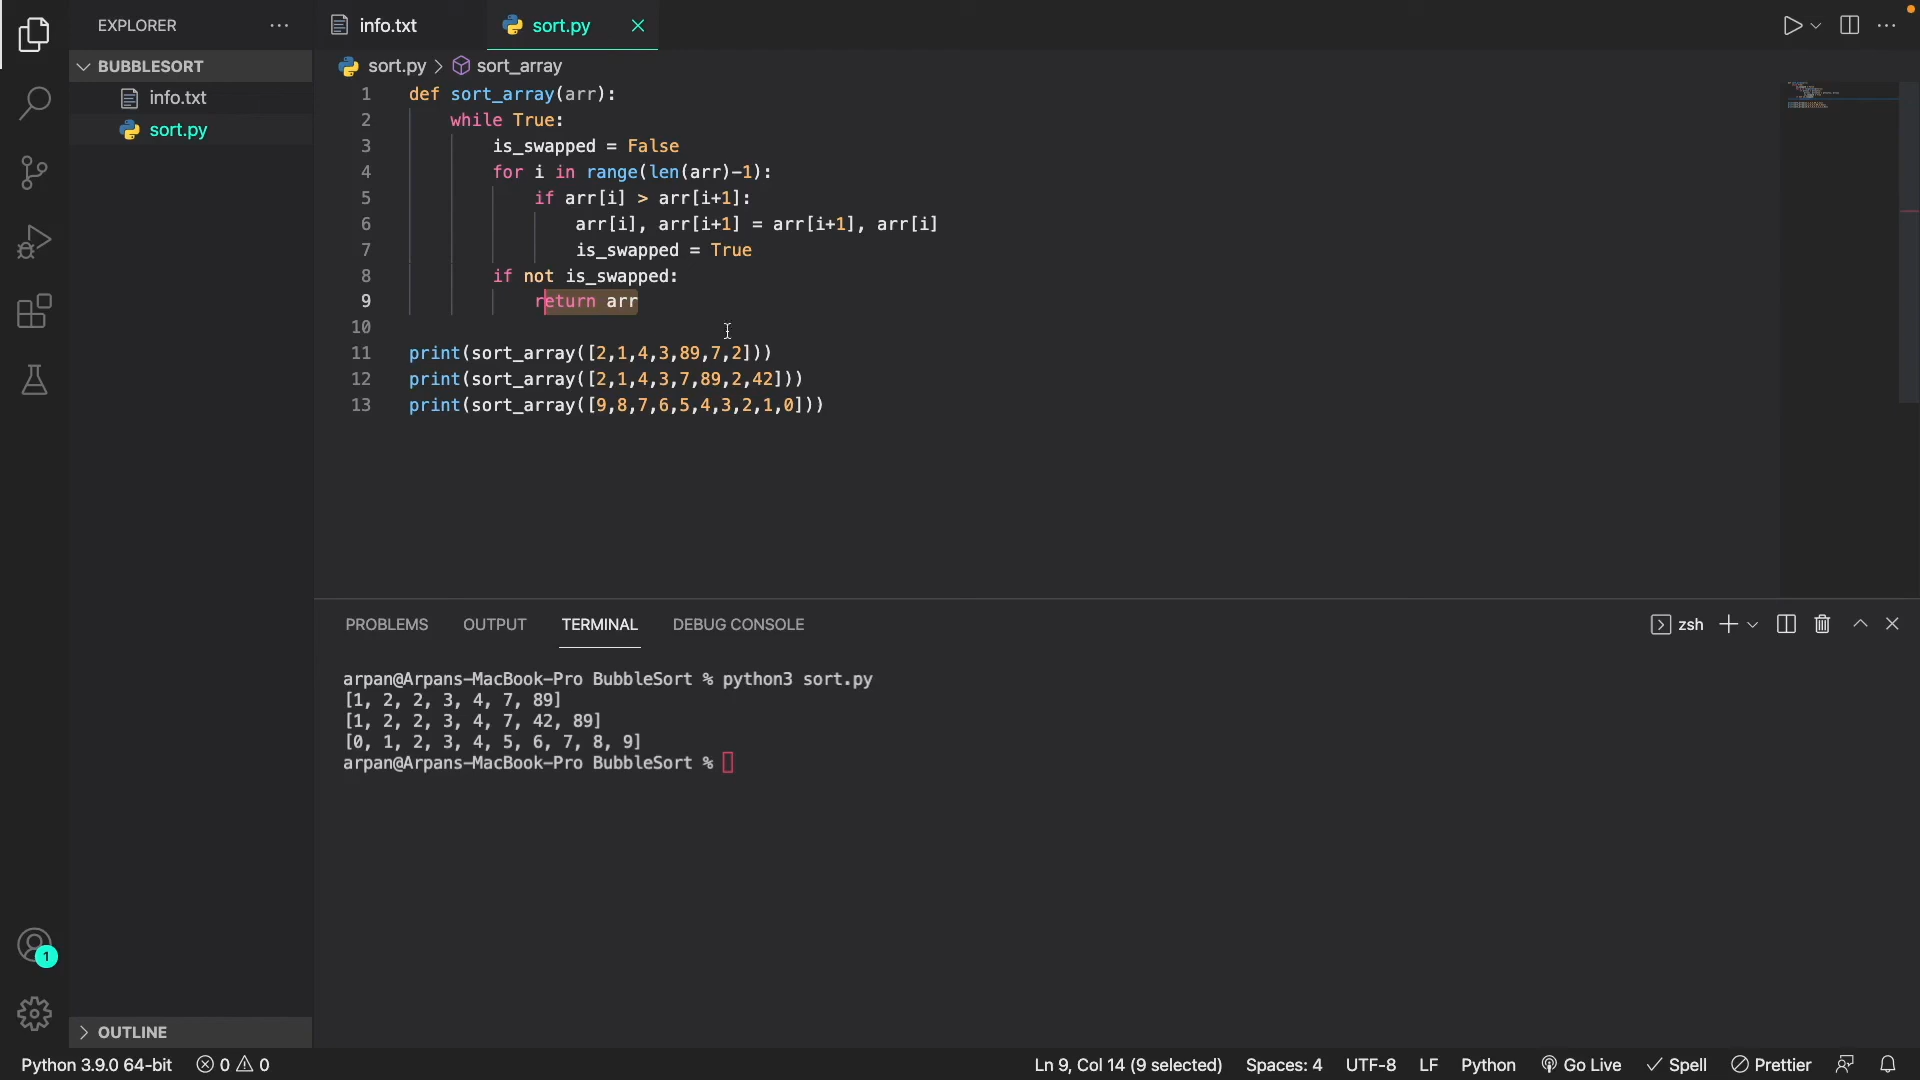 EXPLORER
info.txt
sort.py
BUBBLESORT
info.txt
sort.py
sort.py > sort_array
1 def sort_array(arr):
2 while True:
3 is_swapped = False
4 for i in range(len(arr)-1):
5 if arr[i] > arr[i+1]:
6 arr[i], arr[i+1] = arr[i+1], arr[i]
7 is_swapped = True
8 if not is_swapped:
9 return arr
10
11 print(sort_array([2,1,4,3,89,7,2]))
12 print(sort_array([2,1,4,3,7,89,2,42]))
13 print(sort_array([9,8,7,6,5,4,3,2,1,0]))
PROBLEMS OUTPUT TERMINAL DEBUG CONSOLE
zsh
arpan@Arpans-MacBook-Pro BubbleSort % python3 sort.py
[1, 2, 2, 3, 4, 7, 89]
[1, 2, 2, 3, 4, 7, 42, 89]
[0, 1, 2, 3, 4, 5, 6, 7, 8, 9]
arpan@Arpans-MacBook-Pro BubbleSort %
1
OUTLINE
Python 3.9.0 64-bit 0 0 Ln 9, Col 14 (9 selected) Spaces: 4 UTF-8 LF Python Go Live Spell Prettier